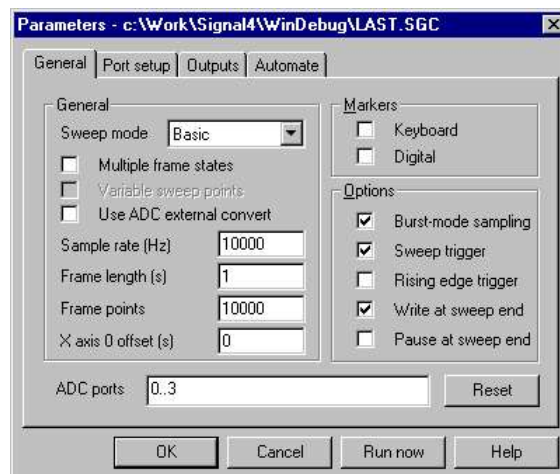 Parameters - c:\Work\Signal4\WinDebug\LAST.SGC
General Port setup Outputs Automate
General
Sweep mode Basic
Multiple frame states
Variable sweep points
Use ADC external convert
Sample rate (Hz) 10000
Frame length (s) 1
Frame points 10000
X axis 0 offset (s) 0
Markers
Keyboard
Digital
Options
Burst-mode sampling
Sweep trigger
Rising edge trigger
Write at sweep end
Pause at sweep end
ADC ports 0..3 Reset
OK Cancel Run now Help